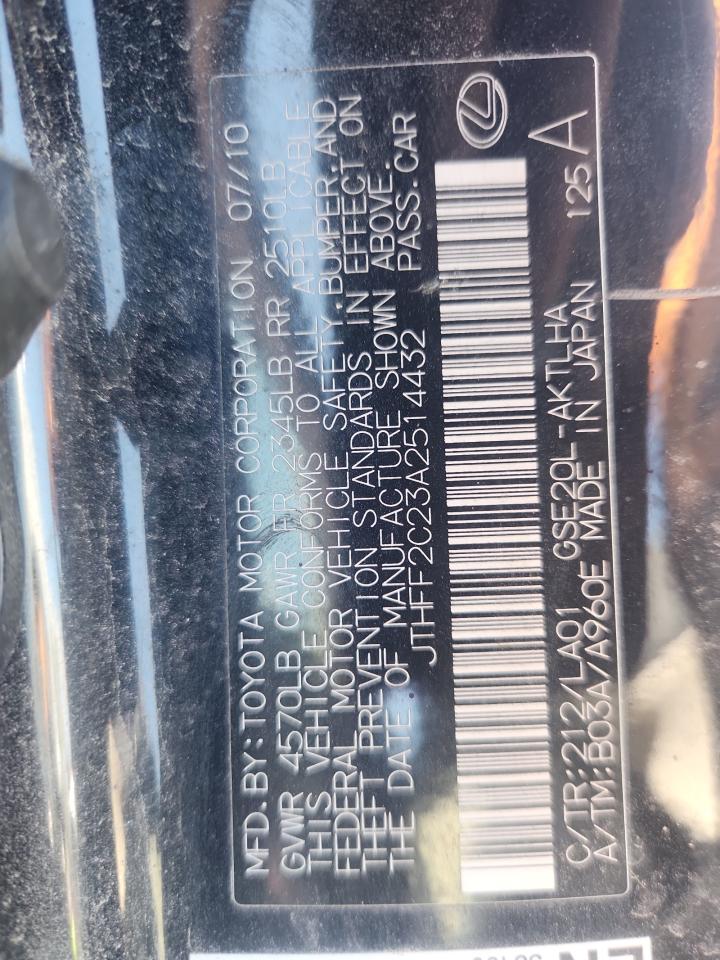 MFD.BY:TOYOTA MOTOR CORPORATION 07/10
GVWR 4570LB GAWR FR 2345LB RR 2510LB
THIS VEHICLE CONFORMS TO ALL APPLICABLE
FEDERAL MOTOR VEHICLE SAFETY,BUMPER,AND
THEFT PREVENTION STANDARDS IN EFFECT ON
THE DATE OF MANUFACTURE SHOWN ABOVE.
JTHFF2C23A2514432 PASS.CAR
C/TR:212/LA01 GSE20L-AKTLHA 125
A/TM:B03A/A960E MADE IN JAPAN A